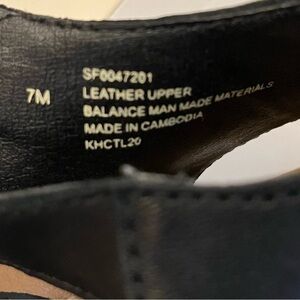 7M
SF0047201
LEATHER UPPER
BALANCE MAN MADE MATERIALS
MADE IN CAMBODIA
KHCTL20